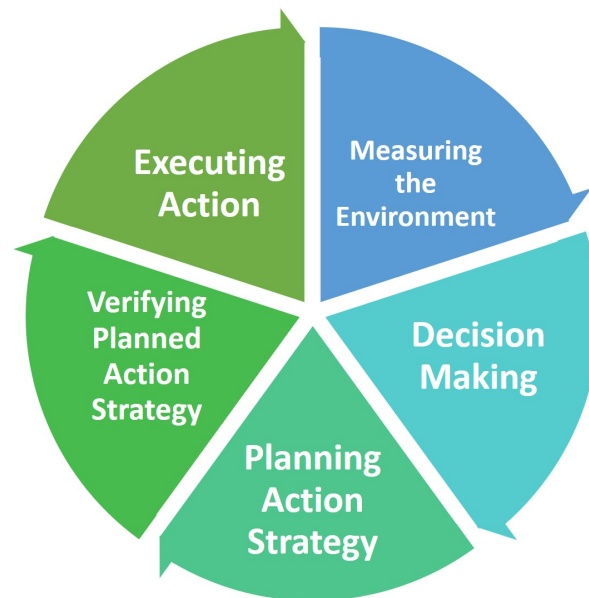 Measuring
the
Environment
Decision
Making
Planning
Action
Strategy
Verifying
Planned
Action
Strategy
Executing
Action